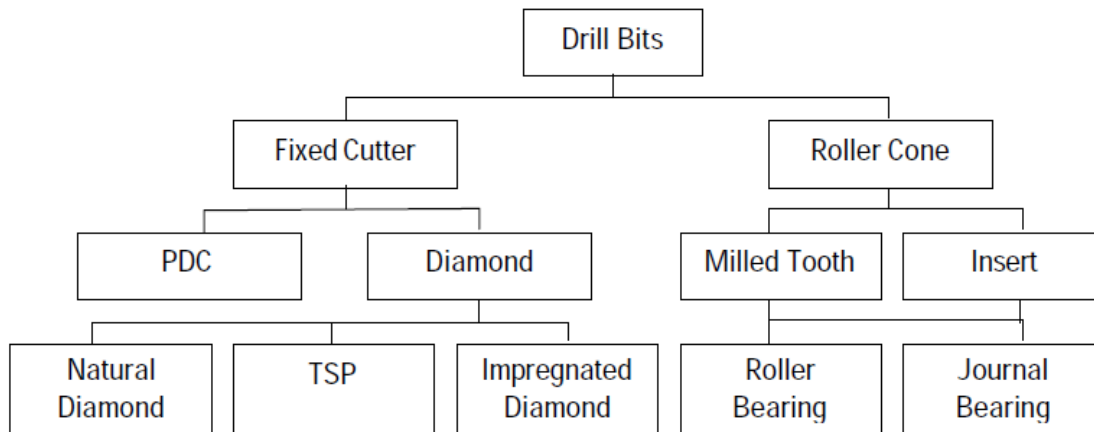 Drill Bits
Fixed Cutter
Roller Cone
PDC
Diamond
Milled Tooth
Insert
Natural
Diamond
TSP
Impregnated
Diamond
Roller
Bearing
Journal
Bearing